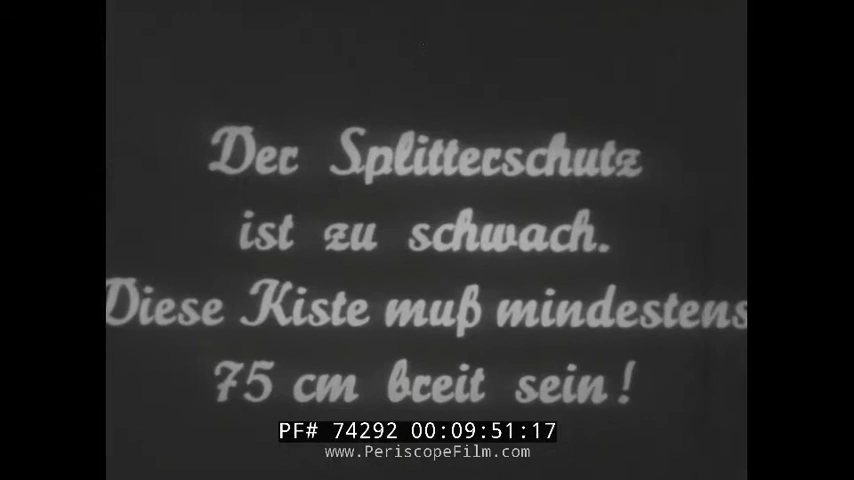 Der Splitterschutz
ist zu schwach.
Diese Kiste muß mindestens
75 cm breit sein!
PF# 74292 00:09:51:17
www.PeriscopeFilm.com